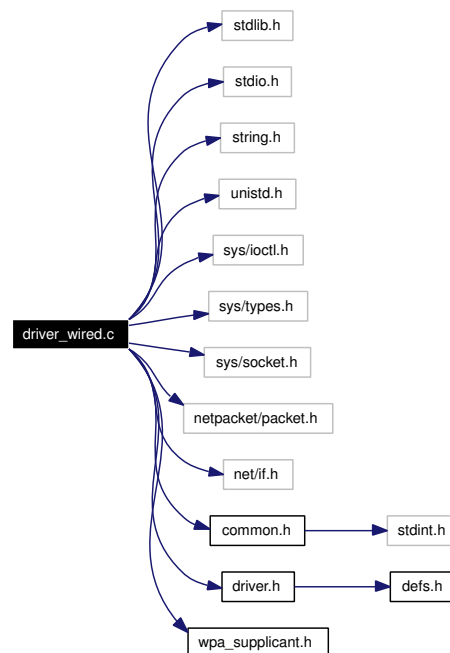 stdlib.h
stdio.h
string.h
unistd.h
sys/ioctl.h
sys/types.h
driver_wired.c
sys/socket.h
netpacket/packet.h
net/if.h
common.h
stdint.h
driver.h
defs.h
wpa_supplicant.h